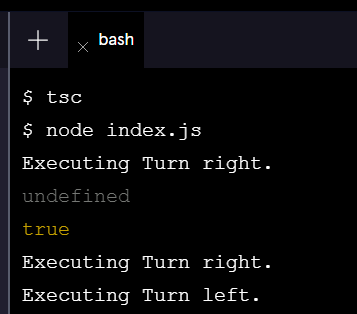 bash
$ tsc
$ node index.js
Executing Turn right.
undefined
true
Executing Turn right.
Executing Turn left.